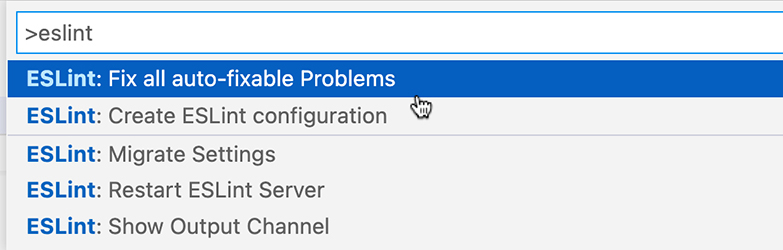 >eslint
ESLint: Fix all auto-fixable Problems
ESLint: Create ESLint configuration
ESLint: Migrate Settings
ESLint: Restart ESLint Server
ESLint: Show Output Channel